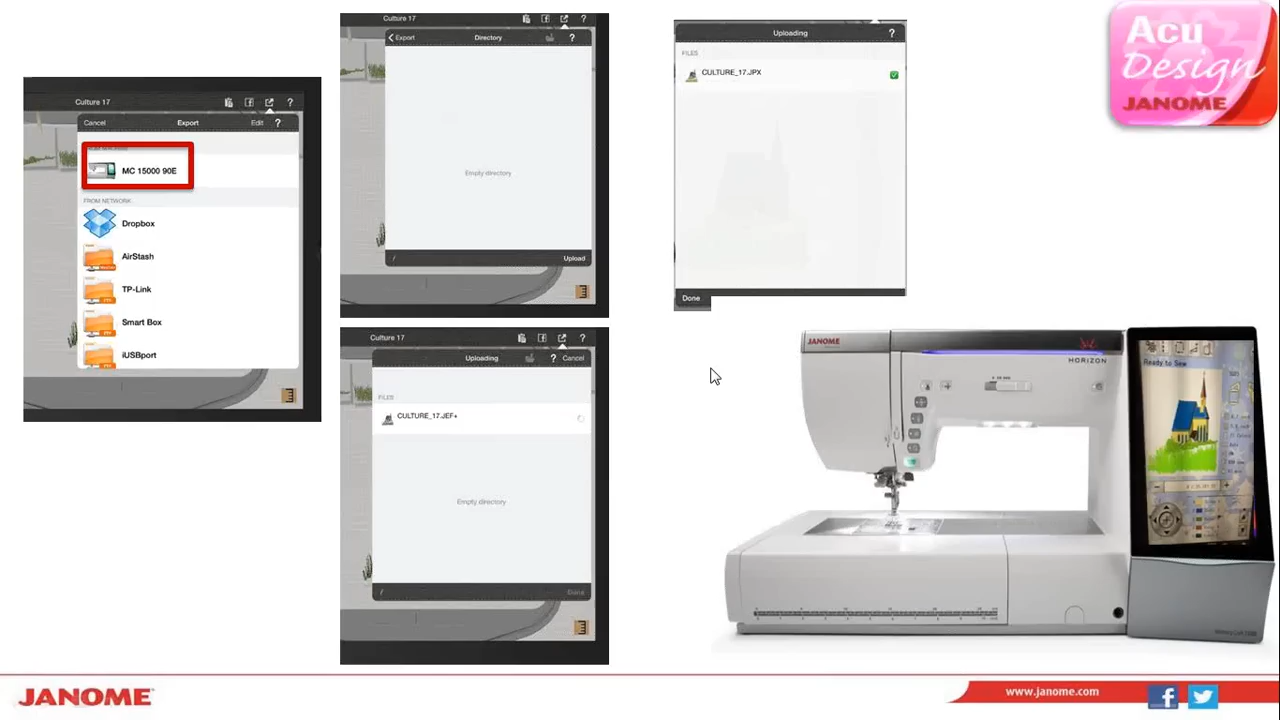 Culture 17
Cancel
Export
Edit
?
MC 15000 90E
FROM NETWORK
Dropbox
AirStash
TP-Link
Smart Box
iUSBport
Culture 17
?
Export
Directory
?
Empty directory
/
Upload
Culture 17
?
Uploading
?
Cancel
FILES
CULTURE_17.JEF+
Empty directory
/
Done
Uploading
?
FILES
CULTURE_17.JPX
Done
Acu
Design
JANOME
JANOME
HORIZON
Ready to Sew
JANOME
www.janome.com